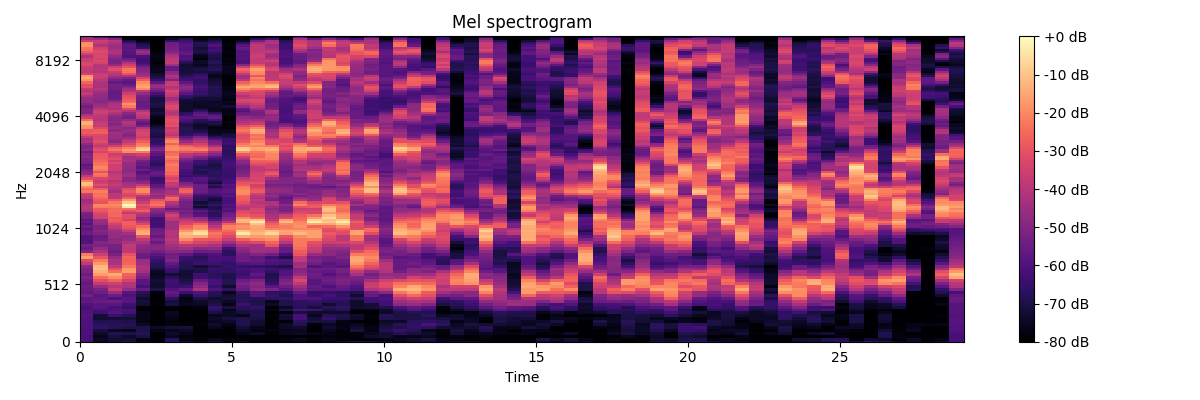 Mel spectrogram
8192
4096
2048
1024
512
0
Hz
0 5 10 15 20 25
Time
+0 dB
-10 dB
-20 dB
-30 dB
-40 dB
-50 dB
-60 dB
-70 dB
-80 dB